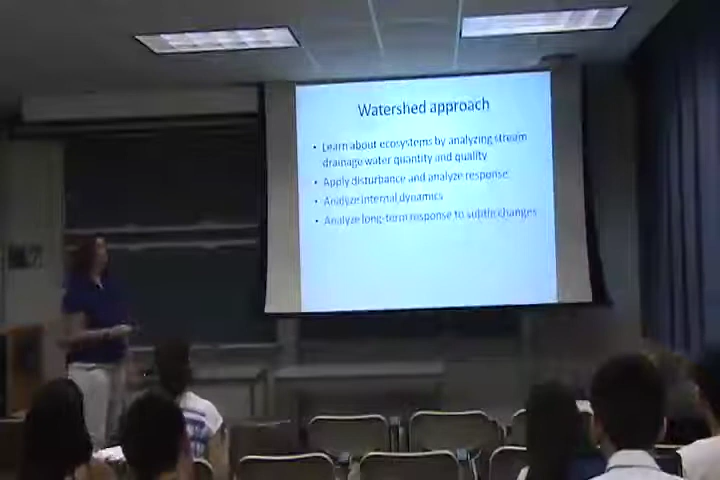 Watershed approach
• Learn about ecosystems by analyzing stream
drainage water quantity and quality
• Apply disturbance and analyze response
• Analyze internal dynamics
• Analyze long-term response to subtle changes